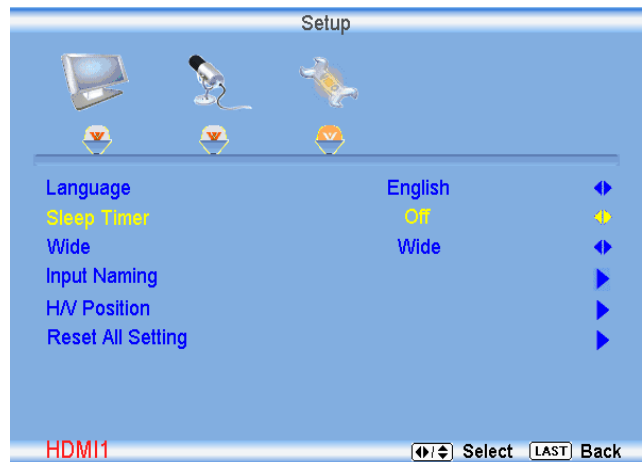 Setup
Language English
Sleep Timer Off
Wide Wide
Input Naming
H/V Position
Reset All Setting
HDMI1 Select LAST Back